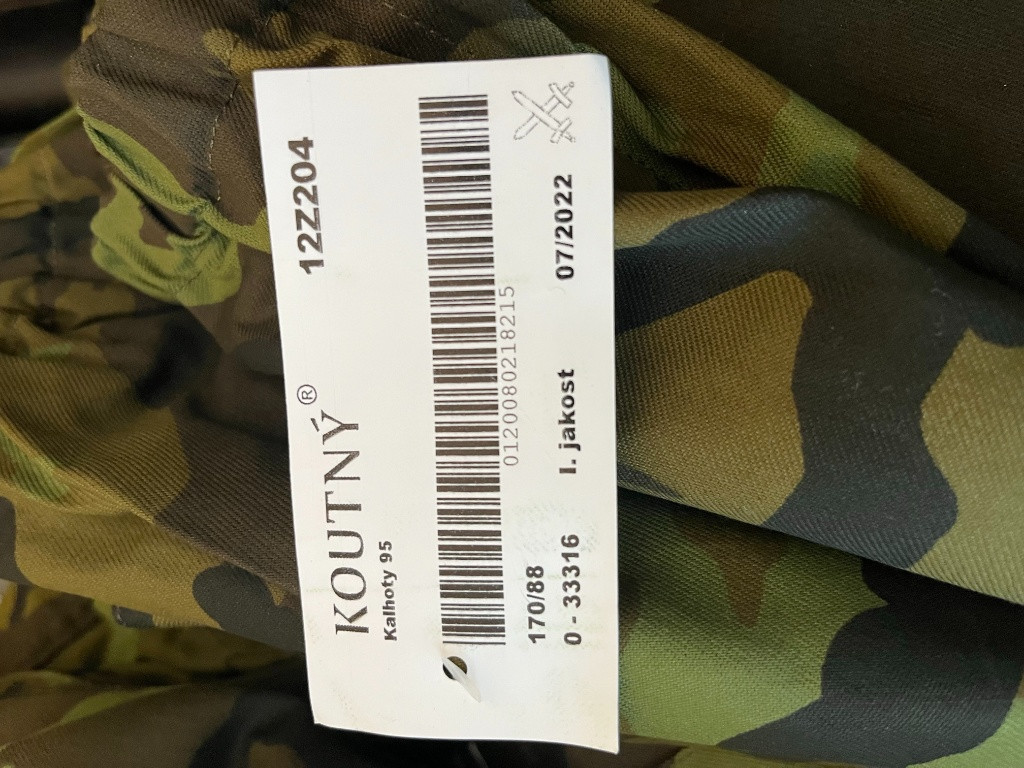 KOUTNÝ® 12Z204
Kalhoty 95
0120080218215
170/88
0 - 33316 I. jakost 07/2022